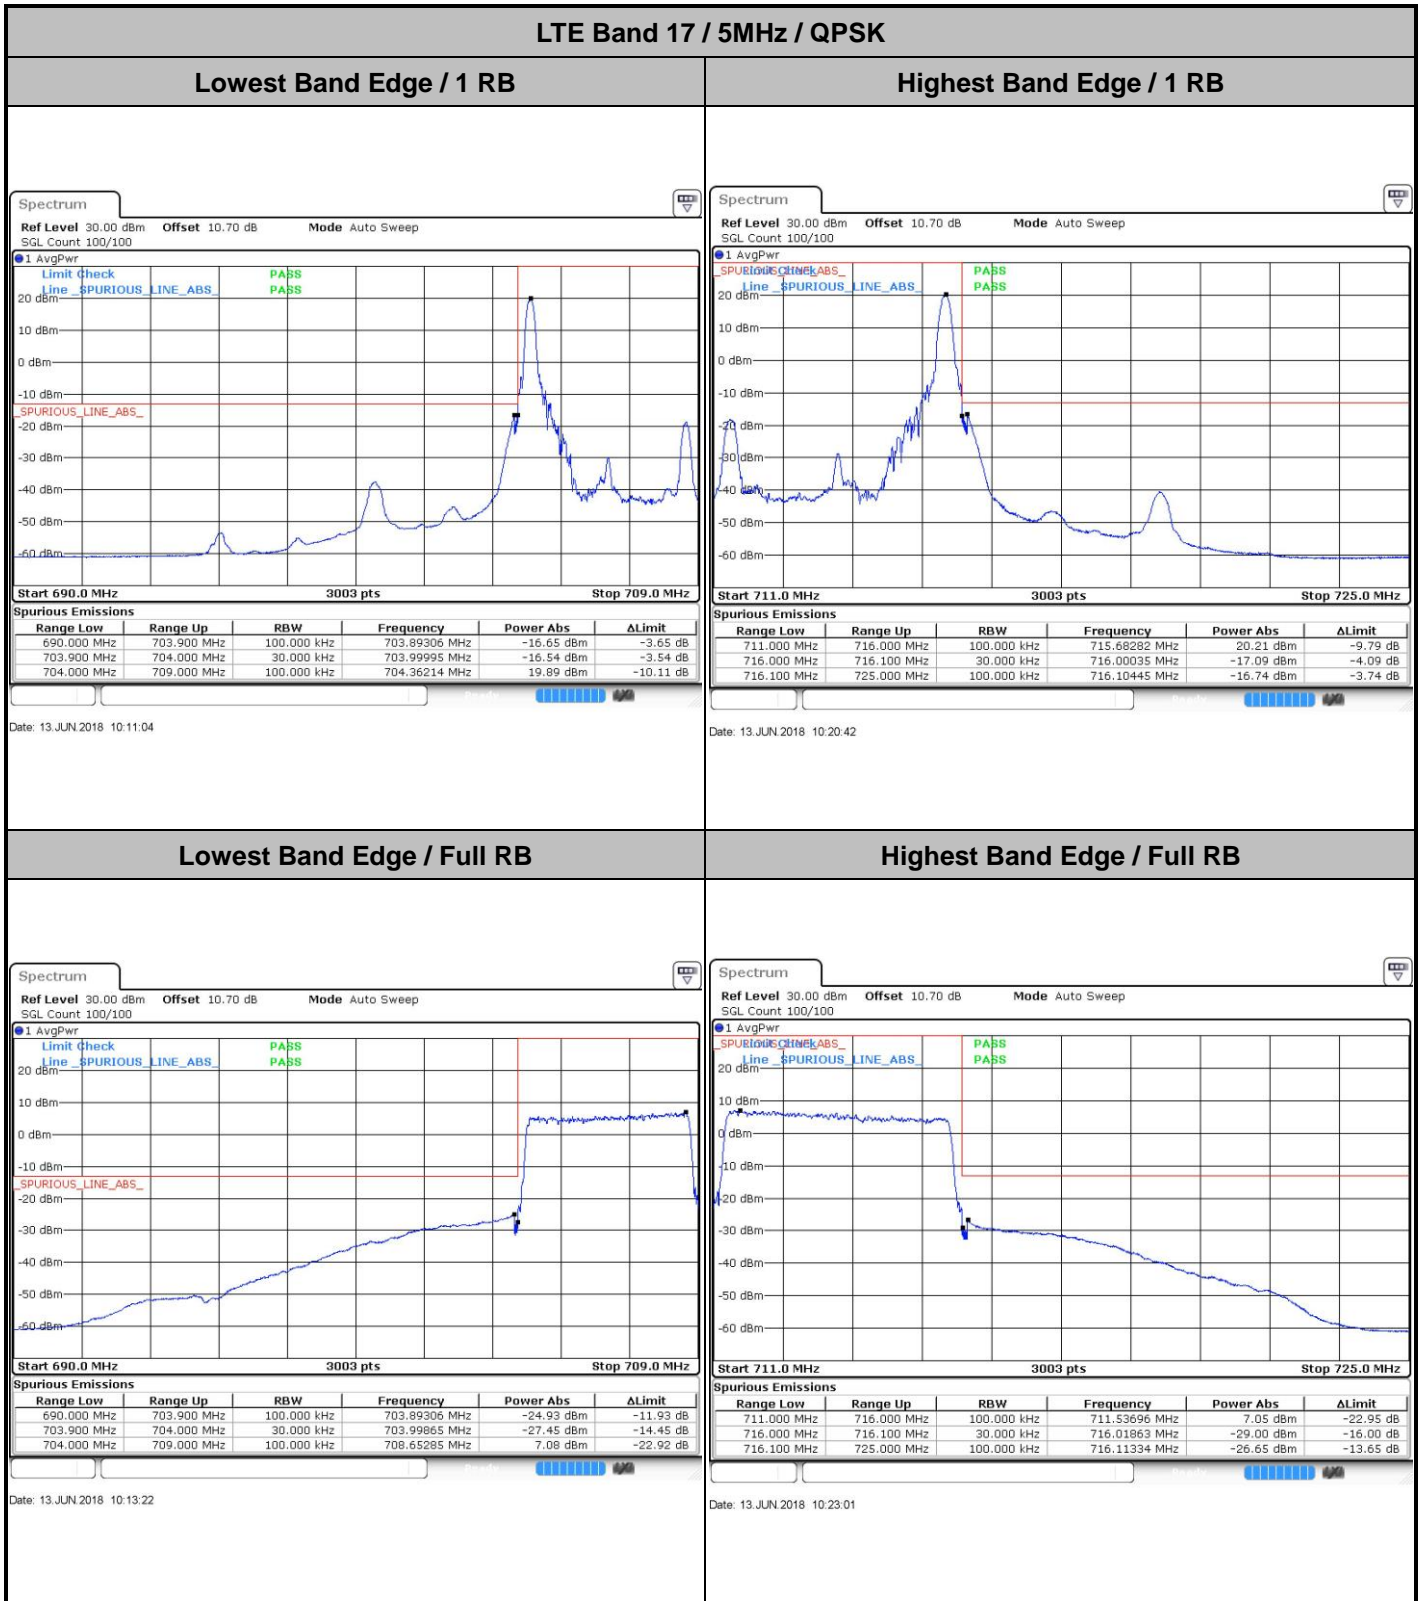 LTE Band 17 / 5MHz / QPSK
Lowest Band Edge / 1 RB
Highest Band Edge / 1 RB
Spectrum
Ref Level 30.00 dBm Offset 10.70 dB Mode Auto Sweep
SGL Count 100/100
1 AvgPwr
Limit Check PASS
Line _SPURIOUS_LINE_ABS_ PASS
20 dBm
10 dBm
0 dBm
-10 dBm
_SPURIOUS_LINE_ABS_
-20 dBm
-30 dBm
-40 dBm
-50 dBm
-60 dBm
Start 690.0 MHz 3003 pts Stop 709.0 MHz
Spurious Emissions
Range Low Range Up RBW Frequency Power Abs ΔLimit
690.000 MHz 703.900 MHz 100.000 kHz 703.89306 MHz -16.65 dBm -3.65 dB
703.900 MHz 704.000 MHz 30.000 kHz 703.99995 MHz -16.54 dBm -3.54 dB
704.000 MHz 709.000 MHz 100.000 kHz 704.36214 MHz 19.89 dBm -10.11 dB
Date: 13.JUN.2018 10:11:04
Spectrum
Ref Level 30.00 dBm Offset 10.70 dB Mode Auto Sweep
SGL Count 100/100
1 AvgPwr
_SPURIOUS_LINE_ABS_
Limit Check PASS
Line _SPURIOUS_LINE_ABS_ PASS
20 dBm
10 dBm
0 dBm
-10 dBm
-20 dBm
-30 dBm
-40 dBm
-50 dBm
-60 dBm
Start 711.0 MHz 3003 pts Stop 725.0 MHz
Spurious Emissions
Range Low Range Up RBW Frequency Power Abs ΔLimit
711.000 MHz 716.000 MHz 100.000 kHz 715.68282 MHz 20.21 dBm -9.79 dB
716.000 MHz 716.100 MHz 30.000 kHz 716.00035 MHz -17.09 dBm -4.09 dB
716.100 MHz 725.000 MHz 100.000 kHz 716.10445 MHz -16.74 dBm -3.74 dB
Date: 13.JUN.2018 10:20:42
Lowest Band Edge / Full RB
Highest Band Edge / Full RB
Spectrum
Ref Level 30.00 dBm Offset 10.70 dB Mode Auto Sweep
SGL Count 100/100
1 AvgPwr
Limit Check PASS
Line _SPURIOUS_LINE_ABS_ PASS
20 dBm
10 dBm
0 dBm
-10 dBm
_SPURIOUS_LINE_ABS_
-20 dBm
-30 dBm
-40 dBm
-50 dBm
-60 dBm
Start 690.0 MHz 3003 pts Stop 709.0 MHz
Spurious Emissions
Range Low Range Up RBW Frequency Power Abs ΔLimit
690.000 MHz 703.900 MHz 100.000 kHz 703.89306 MHz -24.93 dBm -11.93 dB
703.900 MHz 704.000 MHz 30.000 kHz 703.99865 MHz -27.45 dBm -14.45 dB
704.000 MHz 709.000 MHz 100.000 kHz 708.65285 MHz 7.08 dBm -22.92 dB
Date: 13.JUN.2018 10:13:22
Spectrum
Ref Level 30.00 dBm Offset 10.70 dB Mode Auto Sweep
SGL Count 100/100
1 AvgPwr
_SPURIOUS_LINE_ABS_
Limit Check PASS
Line _SPURIOUS_LINE_ABS_ PASS
20 dBm
10 dBm
0 dBm
-10 dBm
-20 dBm
-30 dBm
-40 dBm
-50 dBm
-60 dBm
Start 711.0 MHz 3003 pts Stop 725.0 MHz
Spurious Emissions
Range Low Range Up RBW Frequency Power Abs ΔLimit
711.000 MHz 716.000 MHz 100.000 kHz 711.53696 MHz 7.05 dBm -22.95 dB
716.000 MHz 716.100 MHz 30.000 kHz 716.01863 MHz -29.00 dBm -16.00 dB
716.100 MHz 725.000 MHz 100.000 kHz 716.11334 MHz -26.65 dBm -13.65 dB
Date: 13.JUN.2018 10:23:01